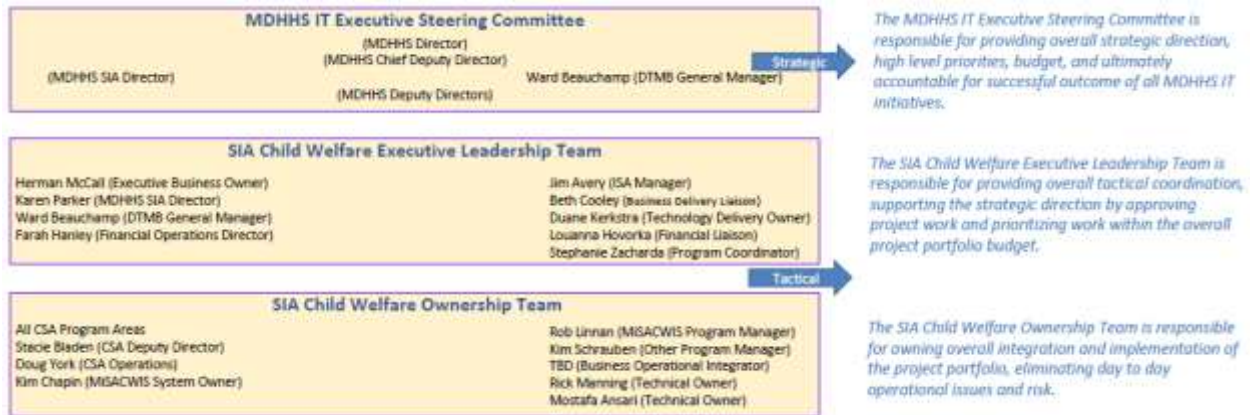 MDHHS IT Executive Steering Committee
(MDHHS Director)
(MDHHS Chief Deputy Director)
(MDHHS SIA Director)
Ward Beauchamp (DTMB General Manager)
(MDHHS Deputy Directors)
Strategic
The MDHHS IT Executive Steering Committee is
responsible for providing overall strategic direction,
high level priorities, budget, and ultimately
accountable for successful outcome of all MDHHS IT
initiatives.
SIA Child Welfare Executive Leadership Team
Herman McCall (Executive Business Owner)
Karen Parker (MDHHS SIA Director)
Ward Beauchamp (DTMB General Manager)
Farah Hanley (Financial Operations Director)
Jim Avery (ISA Manager)
Beth Cooley (Business Delivery Liaison)
Duane Kerkstra (Technology Delivery Owner)
Louanna Hovorka (Financial Liaison)
Stephanie Zacharda (Program Coordinator)
The SIA Child Welfare Executive Leadership Team is
responsible for providing overall tactical coordination,
supporting the strategic direction by approving
project work and prioritizing work within the overall
project portfolio budget.
Tactical
SIA Child Welfare Ownership Team
All CSA Program Areas
Stacie Bladen (CSA Deputy Director)
Doug York (CSA Operations)
Kim Chapin (MiSACWIS System Owner)
Rob Linnan (MiSACWIS Program Manager)
Kim Schrauben (Other Program Manager)
TBD (Business Operational Integrator)
Rick Manning (Technical Owner)
Mostafa Ansari (Technical Owner)
The SIA Child Welfare Ownership Team is responsible
for owning overall integration and implementation of
the project portfolio, eliminating day to day
operational issues and risk.